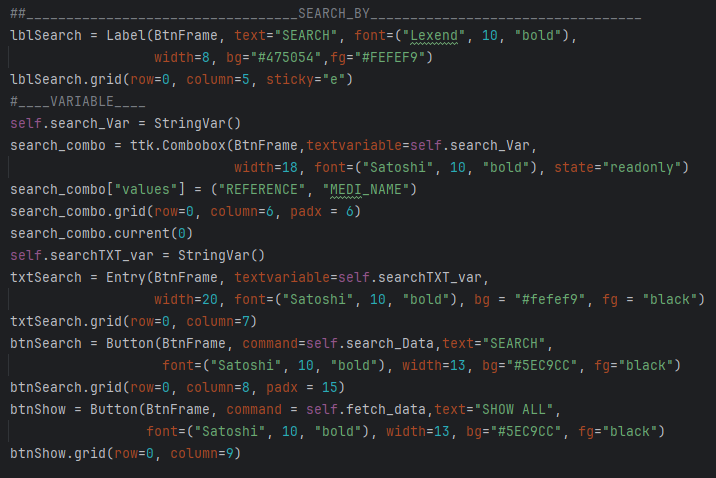 ##__________________________________SEARCH_BY__________________________________
lblSearch = Label(BtnFrame, text="SEARCH", font=("Lexend", 10, "bold"),
width=8, bg="#475054",fg="#FEFEF9")
lblSearch.grid(row=0, column=5, sticky="e")
#____VARIABLE____
self.search_Var = StringVar()
search_combo = ttk.Combobox(BtnFrame,textvariable=self.search_Var,
width=18, font=("Satoshi", 10, "bold"), state="readonly")
search_combo["values"] = ("REFERENCE", "MEDI_NAME")
search_combo.grid(row=0, column=6, padx = 6)
search_combo.current(0)
self.searchTXT_var = StringVar()
txtSearch = Entry(BtnFrame, textvariable=self.searchTXT_var,
width=20, font=("Satoshi", 10, "bold"), bg = "#fefef9", fg = "black")
txtSearch.grid(row=0, column=7)
btnSearch = Button(BtnFrame, command=self.search_Data,text="SEARCH",
font=("Satoshi", 10, "bold"), width=13, bg="#5EC9CC", fg="black")
btnSearch.grid(row=0, column=8, padx = 15)
btnShow = Button(BtnFrame, command = self.fetch_data,text="SHOW ALL",
font=("Satoshi", 10, "bold"), width=13, bg="#5EC9CC", fg="black")
btnShow.grid(row=0, column=9)